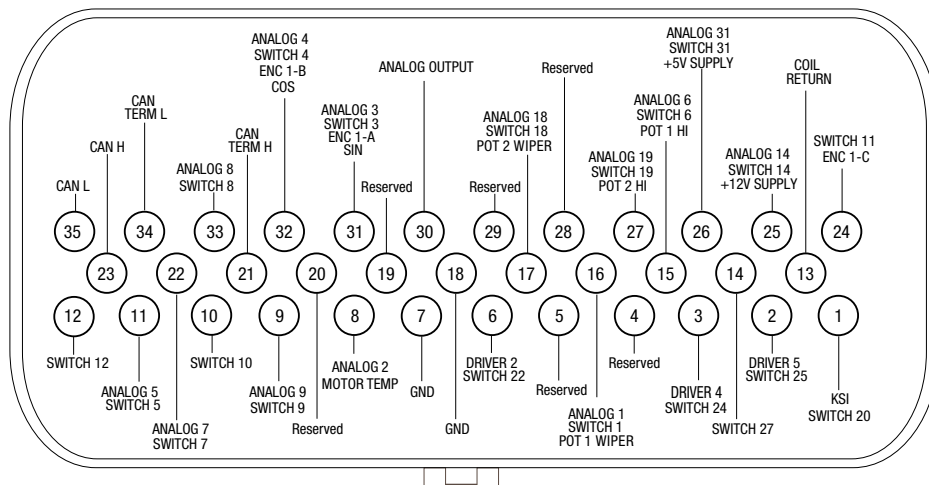 ANALOG 4
SWITCH 4
ENC 1-B
COS
ANALOG OUTPUT
Reserved
ANALOG 31
SWITCH 31
+5V SUPPLY
COIL
RETURN
CAN
TERM L
ANALOG 3
SWITCH 3
ENC 1-A
SIN
ANALOG 18
SWITCH 18
POT 2 WIPER
ANALOG 6
SWITCH 6
POT 1 HI
CAN H
CAN
TERM H
SWITCH 11
ENC 1-C
ANALOG 8
SWITCH 8
ANALOG 19
SWITCH 19
POT 2 HI
ANALOG 14
SWITCH 14
+12V SUPPLY
CAN L
Reserved
Reserved
35
34
33
32
31
30
29
28
27
26
25
24
23
22
21
20
19
18
17
16
15
14
13
12
11
10
9
8
7
6
5
4
3
2
1
SWITCH 12
SWITCH 10
ANALOG 2
MOTOR TEMP
DRIVER 2
SWITCH 22
Reserved
DRIVER 5
SWITCH 25
ANALOG 5
SWITCH 5
ANALOG 9
SWITCH 9
GND
Reserved
DRIVER 4
SWITCH 24
KSI
SWITCH 20
ANALOG 7
SWITCH 7
Reserved
GND
ANALOG 1
SWITCH 1
POT 1 WIPER
SWITCH 27